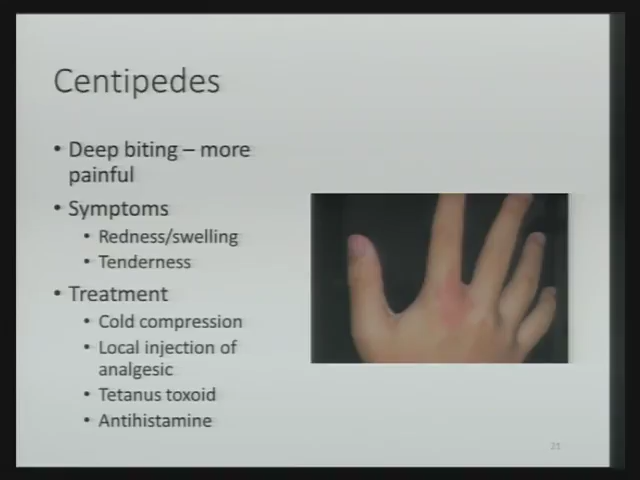 Centipedes
• Deep biting – more
painful
• Symptoms
• Redness/swelling
• Tenderness
• Treatment
• Cold compression
• Local injection of
analgesic
• Tetanus toxoid
• Antihistamine